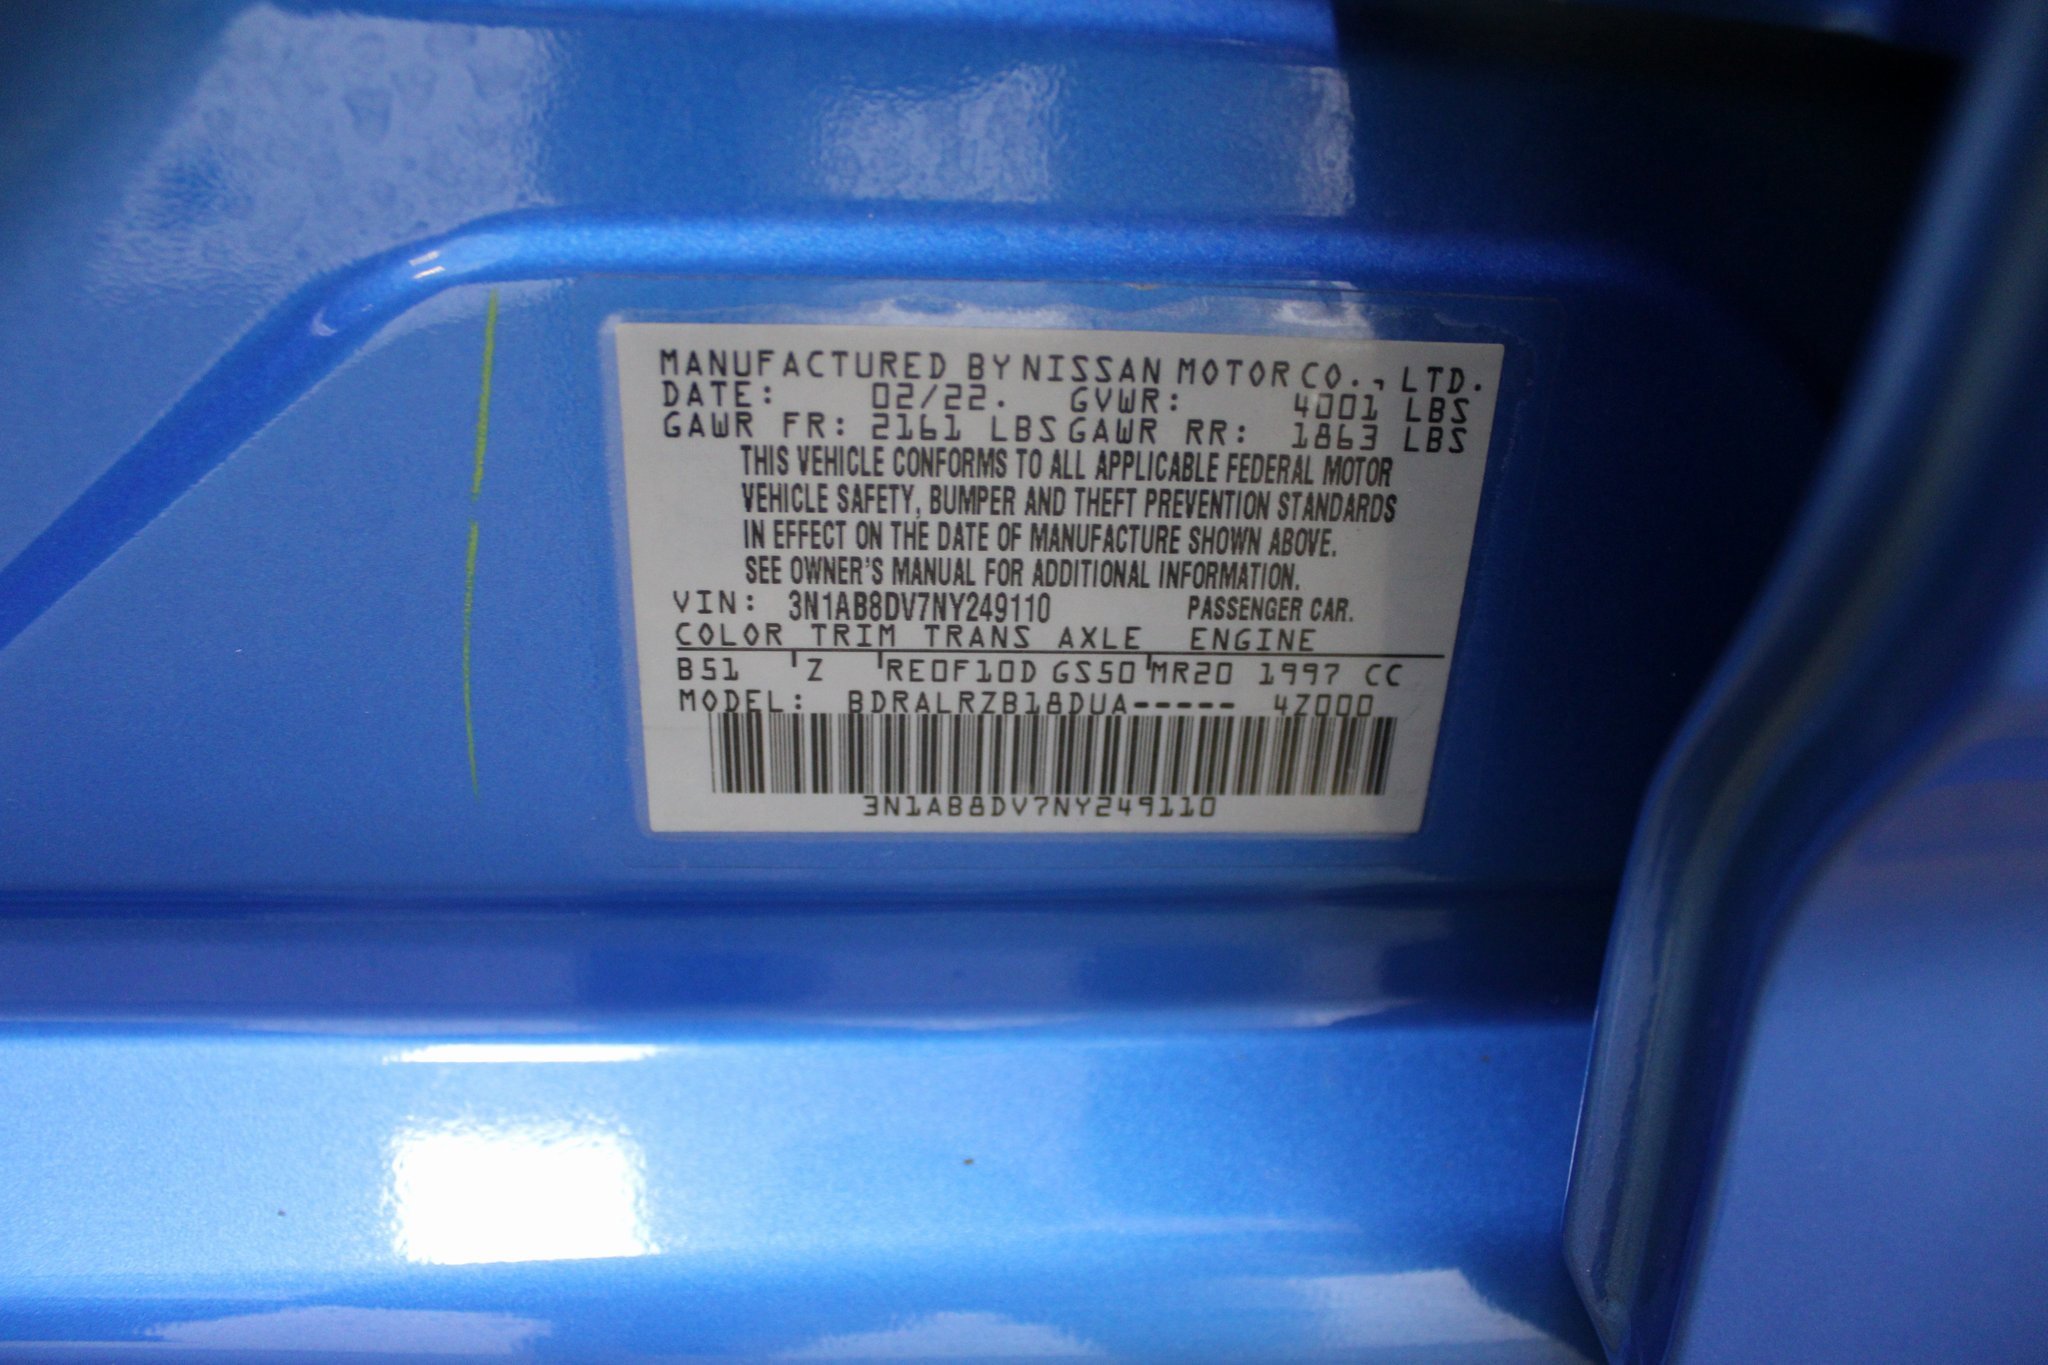 MANUFACTURED BY NISSAN MOTOR CO., LTD.
DATE: 02/22. GVWR: 4001 LBS
GAWR FR: 2161 LBS GAWR RR: 1863 LBS
THIS VEHICLE CONFORMS TO ALL APPLICABLE FEDERAL MOTOR
VEHICLE SAFETY, BUMPER AND THEFT PREVENTION STANDARDS
IN EFFECT ON THE DATE OF MANUFACTURE SHOWN ABOVE.
SEE OWNER'S MANUAL FOR ADDITIONAL INFORMATION.
VIN: 3N1AB8DV7NY249110 PASSENGER CAR.
COLOR TRIM TRANS AXLE ENGINE
B51 Z RE0F10D GS50 MR20 1997 CC
MODEL: BDRALRZB18DUA----- 4Z000
3N1AB8DV7NY249110